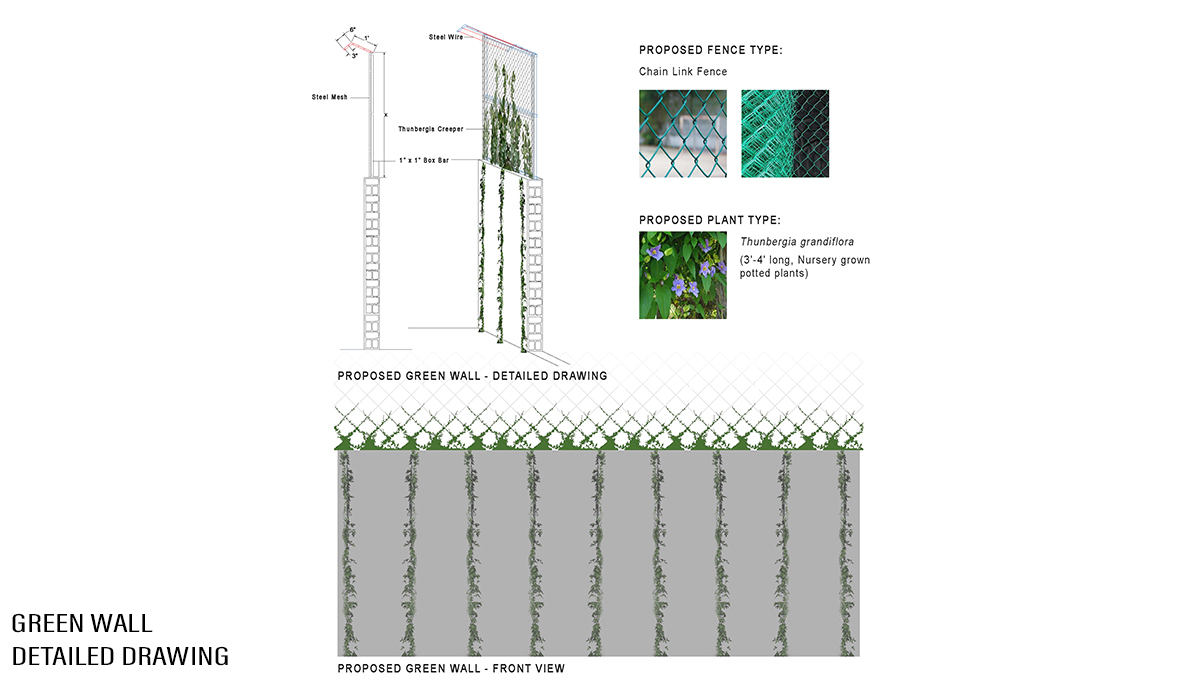 6"
1'
3"
Steel Mesh
x
Steel Wire
Thunbergia Creeper
1" x 1" Box Bar
PROPOSED FENCE TYPE:
Chain Link Fence
PROPOSED PLANT TYPE:
Thunbergia grandiflora
(3'-4' long, Nursery grown
potted plants)
PROPOSED GREEN WALL - DETAILED DRAWING
PROPOSED GREEN WALL - FRONT VIEW
GREEN WALL
DETAILED DRAWING